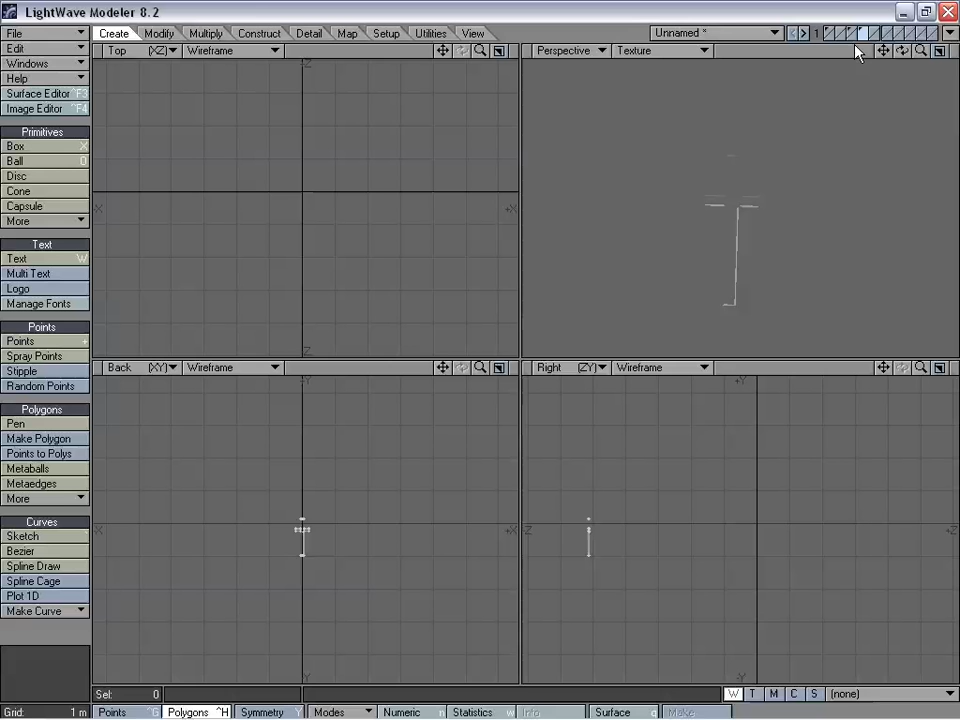 LightWave Modeler 8.2
File
Create Modify Multiply Construct Detail Map Setup Utilities View
Unnamed *
1
Edit
Top (XZ) Wireframe
Perspective Texture
Windows
Help
Surface Editor ^F3
Image Editor ^F4
Primitives
Box X
Ball O
Disc
Cone
Capsule
More
Text
Text W
Multi Text
Logo
Manage Fonts
Points
Points +
Spray Points
Stipple
Random Points
Back (XY) Wireframe
Right (ZY) Wireframe
Polygons
Pen
Make Polygon
Points to Polys
Metaballs
Metaedges
More
Curves
Sketch
Bezier
Spline Draw
Spline Cage
Plot 1D
Make Curve
Sel: 0
W T M C S (none)
Grid: 1 m
Points ^G Polygons ^H Symmetry Y Modes Numeric n Statistics w Info i Surface q Make